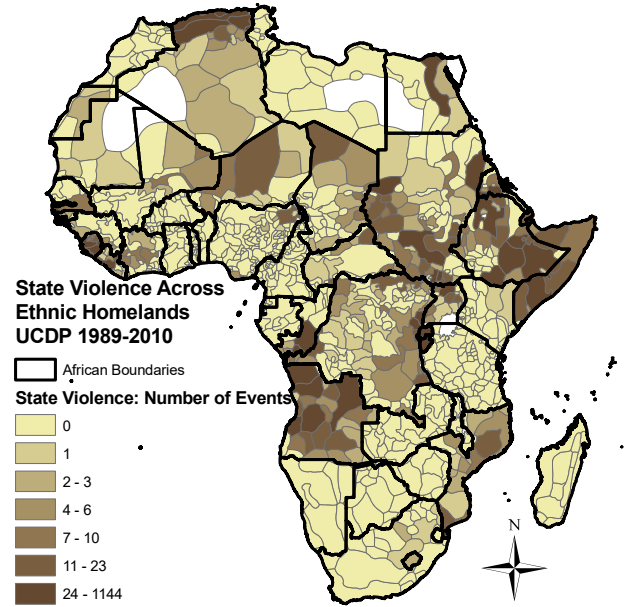 State Violence Across
Ethnic Homelands
UCDP 1989-2010
African Boundaries
State Violence: Number of Events
0
1
2 - 3
4 - 6
7 - 10
11 - 23
24 - 1144
N